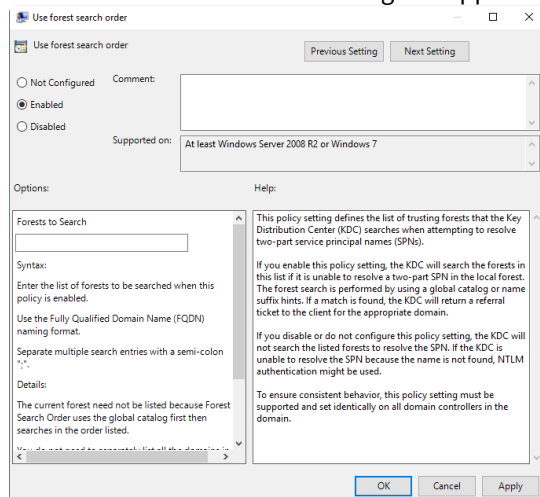 Use forest search order
Use forest search order
Previous Setting
Next Setting
Not Configured
Comment:
Enabled
Disabled
Supported on:
At least Windows Server 2008 R2 or Windows 7
Options:
Help:
Forests to Search
Syntax:
Enter the list of forests to be searched when this
policy is enabled.
Use the Fully Qualified Domain Name (FQDN)
naming format.
Separate multiple search entries with a semi-colon
";".
Details:
The current forest need not be listed because Forest
Search Order uses the global catalog first then
searches in the order listed.
You do not need to separately list all the domains in
This policy setting defines the list of trusting forests that the Key
Distribution Center (KDC) searches when attempting to resolve
two-part service principal names (SPNs).
If you enable this policy setting, the KDC will search the forests in
this list if it is unable to resolve a two-part SPN in the local forest.
The forest search is performed by using a global catalog or name
suffix hints. If a match is found, the KDC will return a referral
ticket to the client for the appropriate domain.
If you disable or do not configure this policy setting, the KDC will
not search the listed forests to resolve the SPN. If the KDC is
unable to resolve the SPN because the name is not found, NTLM
authentication might be used.
To ensure consistent behavior, this policy setting must be
supported and set identically on all domain controllers in the
domain.
OK
Cancel
Apply